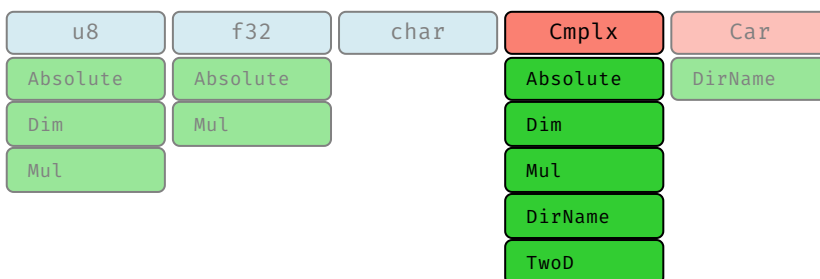 u8 f32 char Cmplx Car
Absolute Absolute Absolute DirName
Dim Mul Dim
Mul Mul
DirName
TwoD